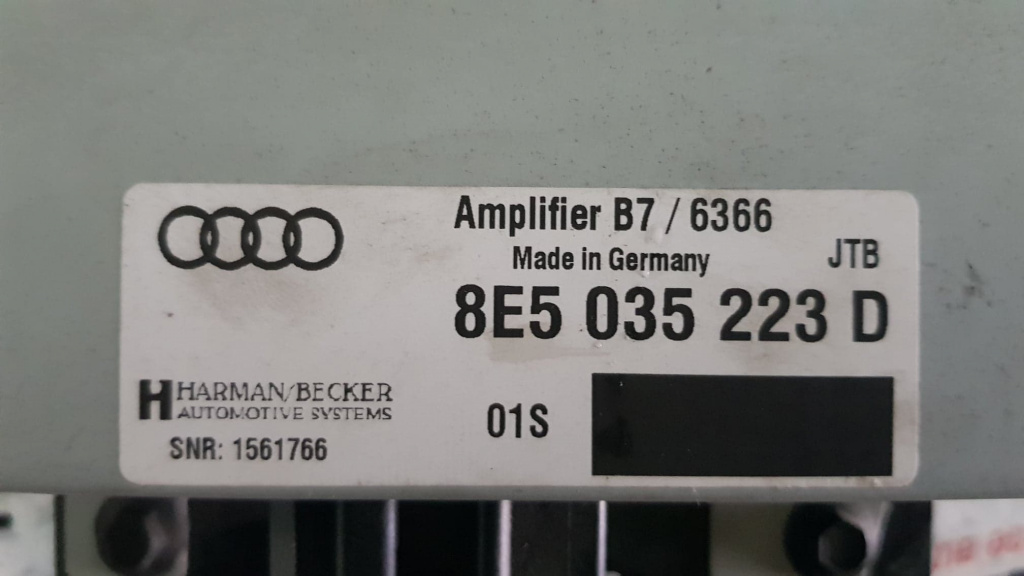 Amplifier B7 / 6366
Made in Germany
JTB
8E5 035 223 D
HARMAN/BECKER
AUTOMOTIVE SYSTEMS
01S
SNR: 1561766